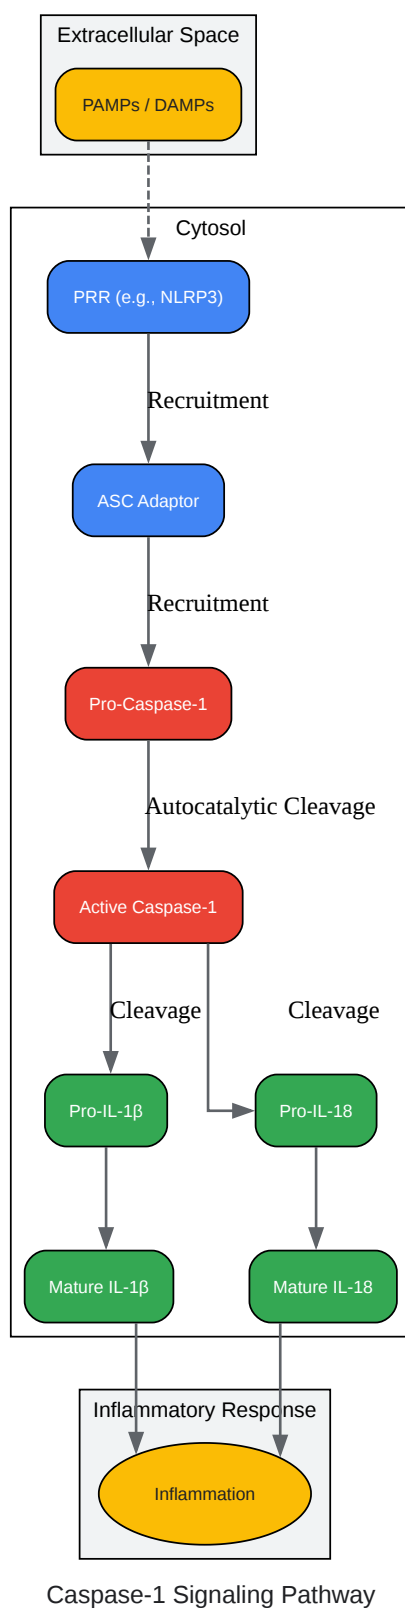 Extracellular Space
PAMPs / DAMPs
Cytosol
PRR (e.g., NLRP3)
Recruitment
ASC Adaptor
Recruitment
Pro-Caspase-1
Autocatalytic Cleavage
Active Caspase-1
Cleavage
Cleavage
Pro-IL-1β
Pro-IL-18
Mature IL-1β
Mature IL-18
Inflammatory Response
Inflammation
Caspase-1 Signaling Pathway